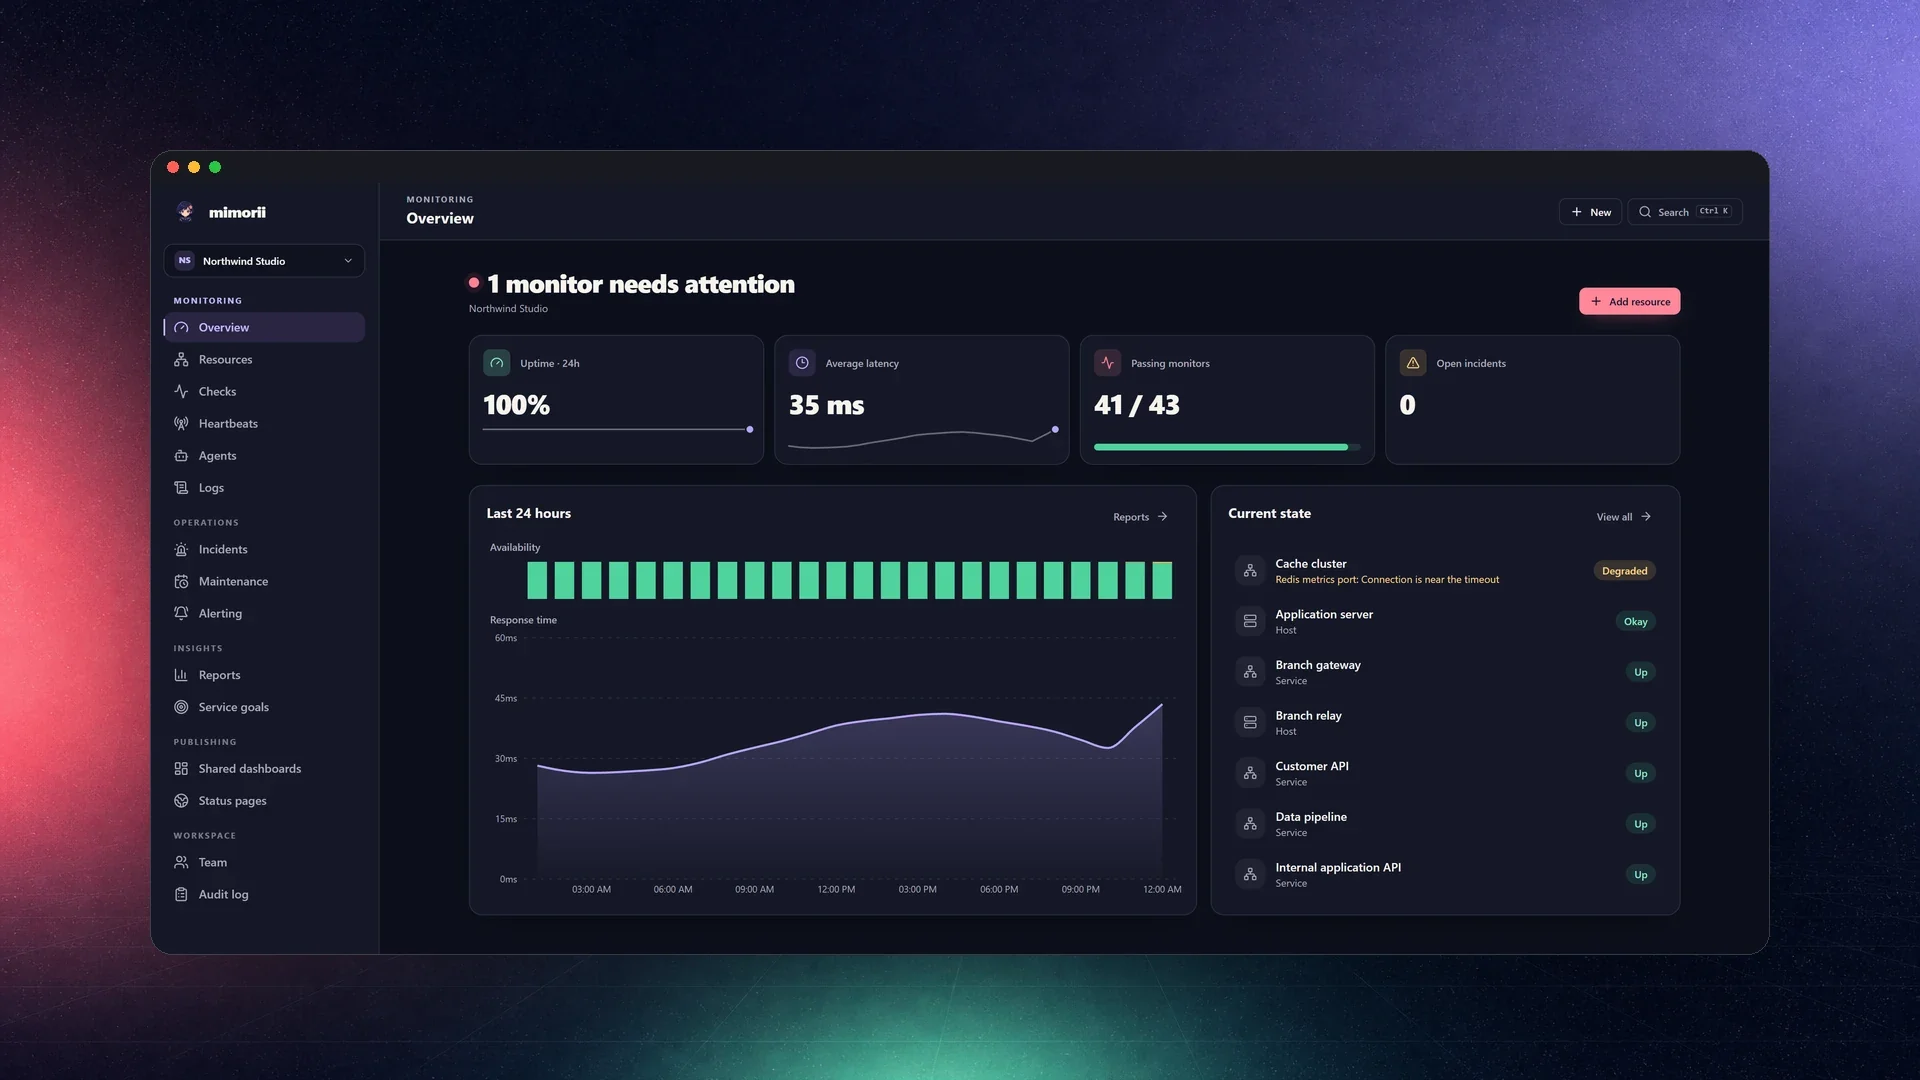 mimorii
NS Northwind Studio
MONITORING
Overview
Resources
Checks
Heartbeats
Agents
Logs
OPERATIONS
Incidents
Maintenance
Alerting
INSIGHTS
Reports
Service goals
PUBLISHING
Shared dashboards
Status pages
WORKSPACE
Team
Audit log
MONITORING
Overview
New
Search Ctrl K
1 monitor needs attention
Northwind Studio
Add resource
Uptime · 24h
100%
Average latency
35 ms
Passing monitors
41 / 43
Open incidents
0
Last 24 hours
Reports
Availability
Response time
60ms
45ms
30ms
15ms
0ms
03:00 AM 06:00 AM 09:00 AM 12:00 PM 03:00 PM 06:00 PM 09:00 PM 12:00 AM
Current state
View all
Cache cluster
Redis metrics port: Connection is near the timeout
Degraded
Application server
Host
Okay
Branch gateway
Service
Up
Branch relay
Host
Up
Customer API
Service
Up
Data pipeline
Service
Up
Internal application API
Service
Up